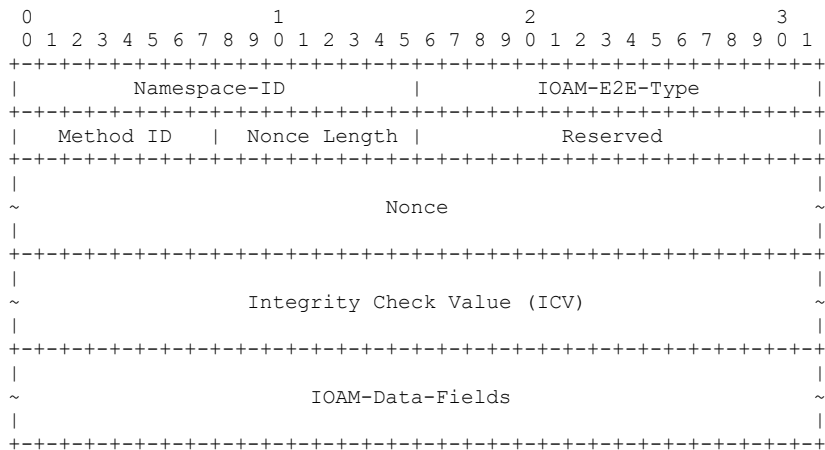 0                   1                   2                   3
 0 1 2 3 4 5 6 7 8 9 0 1 2 3 4 5 6 7 8 9 0 1 2 3 4 5 6 7 8 9 0 1
+-+-+-+-+-+-+-+-+-+-+-+-+-+-+-+-+-+-+-+-+-+-+-+-+-+-+-+-+-+-+-+-+
|         Namespace-ID          |         IOAM-E2E-Type         |
+-+-+-+-+-+-+-+-+-+-+-+-+-+-+-+-+-+-+-+-+-+-+-+-+-+-+-+-+-+-+-+-+
|   Method ID   | Nonce Length |           Reserved            |
+-+-+-+-+-+-+-+-+-+-+-+-+-+-+-+-+-+-+-+-+-+-+-+-+-+-+-+-+-+-+-+-+
|                                                               |
~                             Nonce                             ~
|                                                               |
+-+-+-+-+-+-+-+-+-+-+-+-+-+-+-+-+-+-+-+-+-+-+-+-+-+-+-+-+-+-+-+-+
|                                                               |
~                  Integrity Check Value (ICV)                  ~
|                                                               |
+-+-+-+-+-+-+-+-+-+-+-+-+-+-+-+-+-+-+-+-+-+-+-+-+-+-+-+-+-+-+-+-+
|                                                               |
~                       IOAM-Data-Fields                        ~
|                                                               |
+-+-+-+-+-+-+-+-+-+-+-+-+-+-+-+-+-+-+-+-+-+-+-+-+-+-+-+-+-+-+-+-+